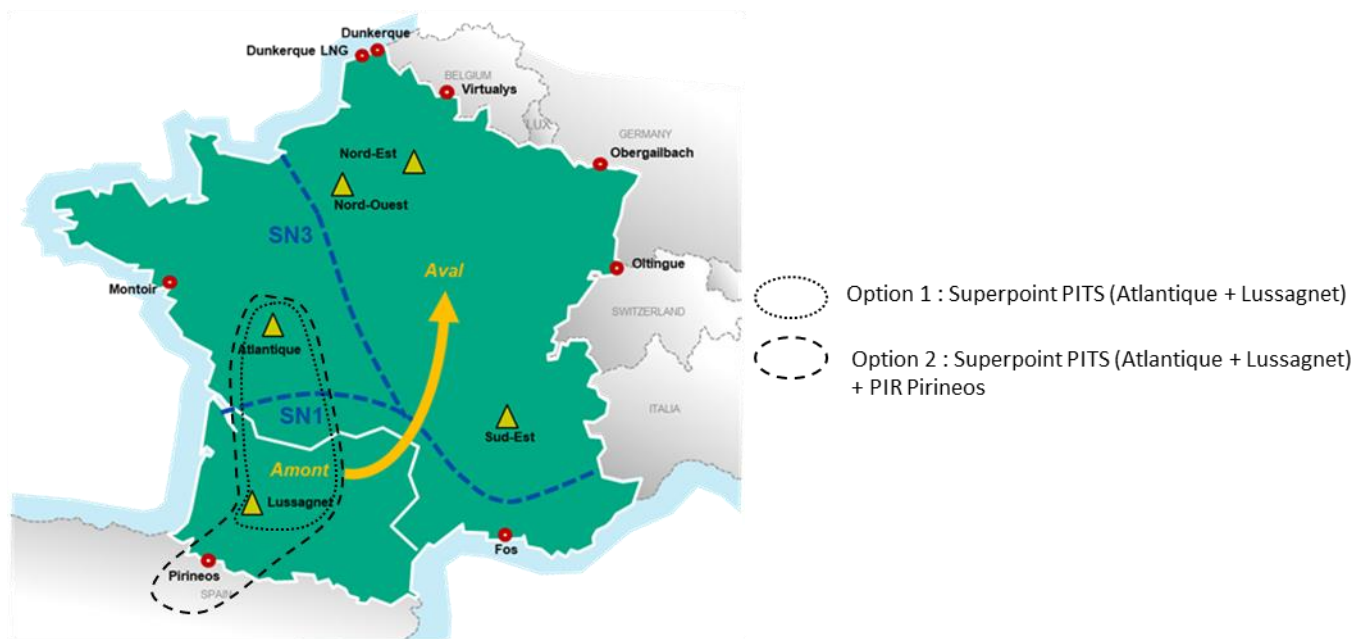 Dunkerque
Dunkerque LNG
BELGIUM
Virtualys
LUX
GERMANY
Obergailbach
Nord-Est
Nord-Ouest
SN3
Aval
Oltingue
Montoir
SWITZERLAND
Atlantique
SN1
ITALIA
Sud-Est
Amont
Lussagnet
Fos
Pirineos
SPAIN
Option 1 : Superpoint PITS (Atlantique + Lussagnet)
Option 2 : Superpoint PITS (Atlantique + Lussagnet)
+ PIR Pirineos